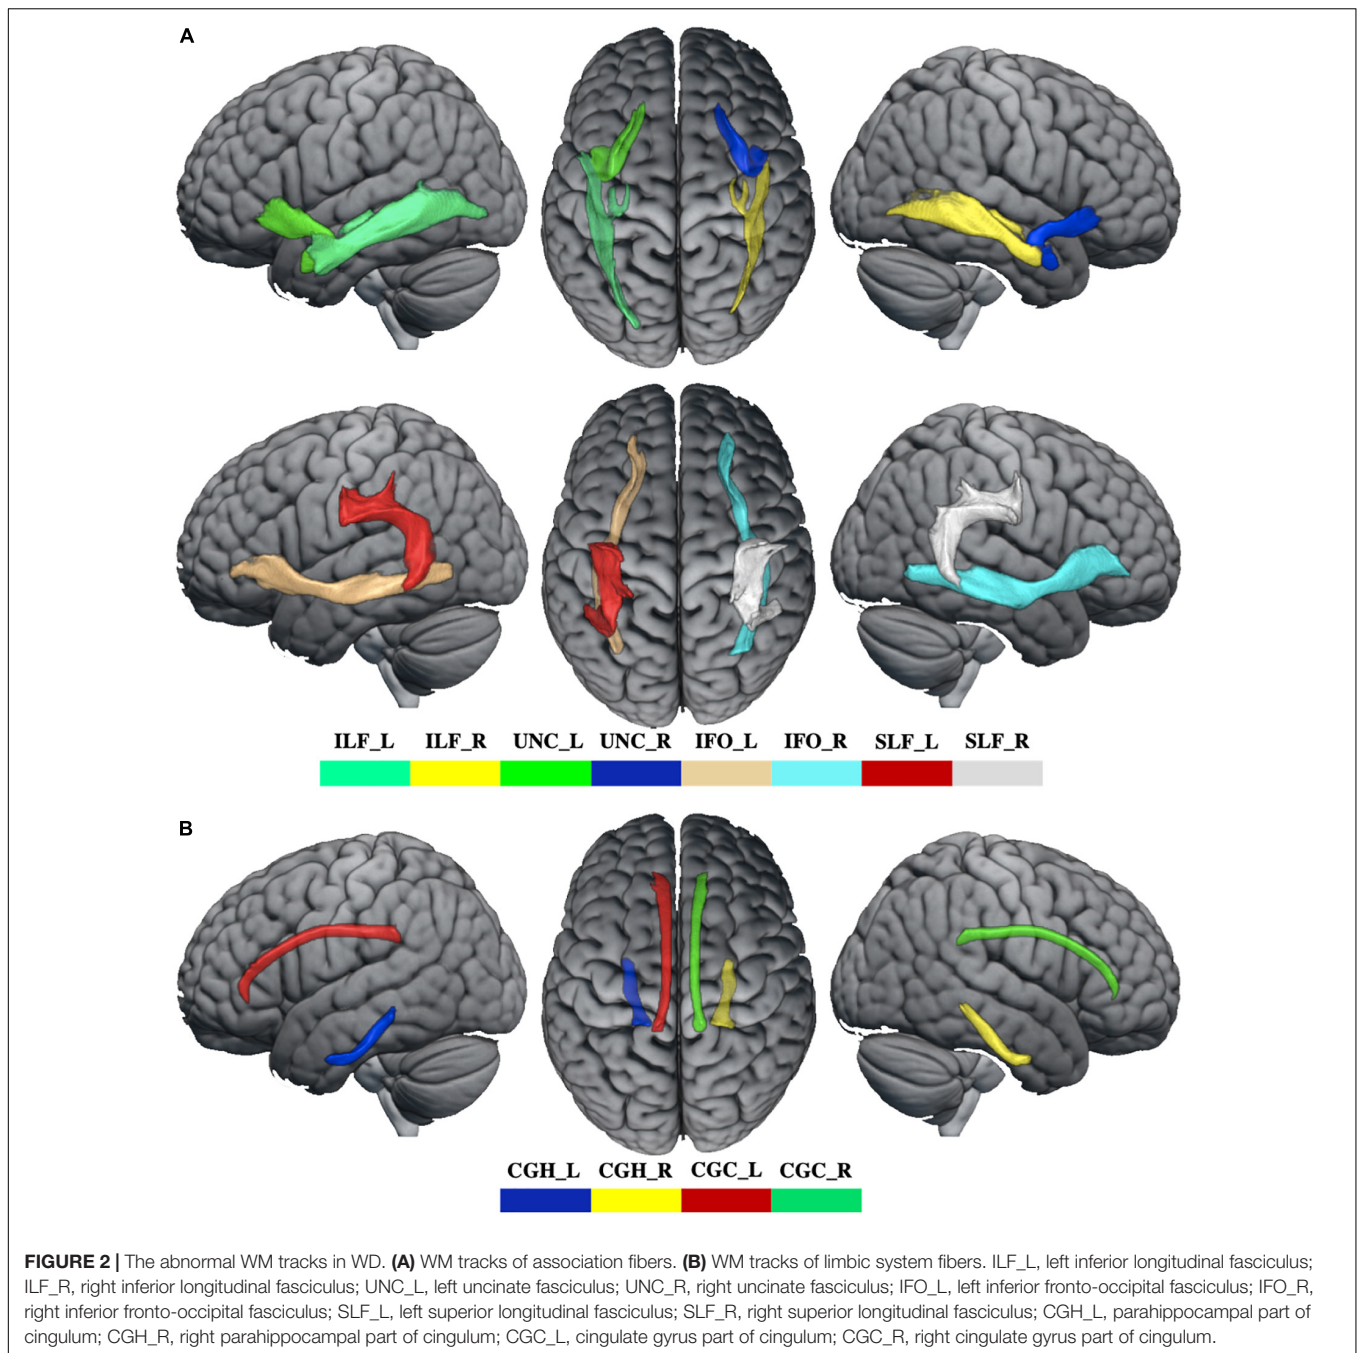 A
ILF_L ILF_R UNC_L UNC_R IFO_L IFO_R SLF_L SLF_R
B
CGH_L CGH_R CGC_L CGC_R
FIGURE 2 | The abnormal WM tracks in WD. (A) WM tracks of association fibers. (B) WM tracks of limbic system fibers. ILF_L, left inferior longitudinal fasciculus;
ILF_R, right inferior longitudinal fasciculus; UNC_L, left uncinate fasciculus; UNC_R, right uncinate fasciculus; IFO_L, left inferior fronto-occipital fasciculus; IFO_R,
right inferior fronto-occipital fasciculus; SLF_L, left superior longitudinal fasciculus; SLF_R, right superior longitudinal fasciculus; CGH_L, parahippocampal part of
cingulum; CGH_R, right parahippocampal part of cingulum; CGC_L, cingulate gyrus part of cingulum; CGC_R, right cingulate gyrus part of cingulum.